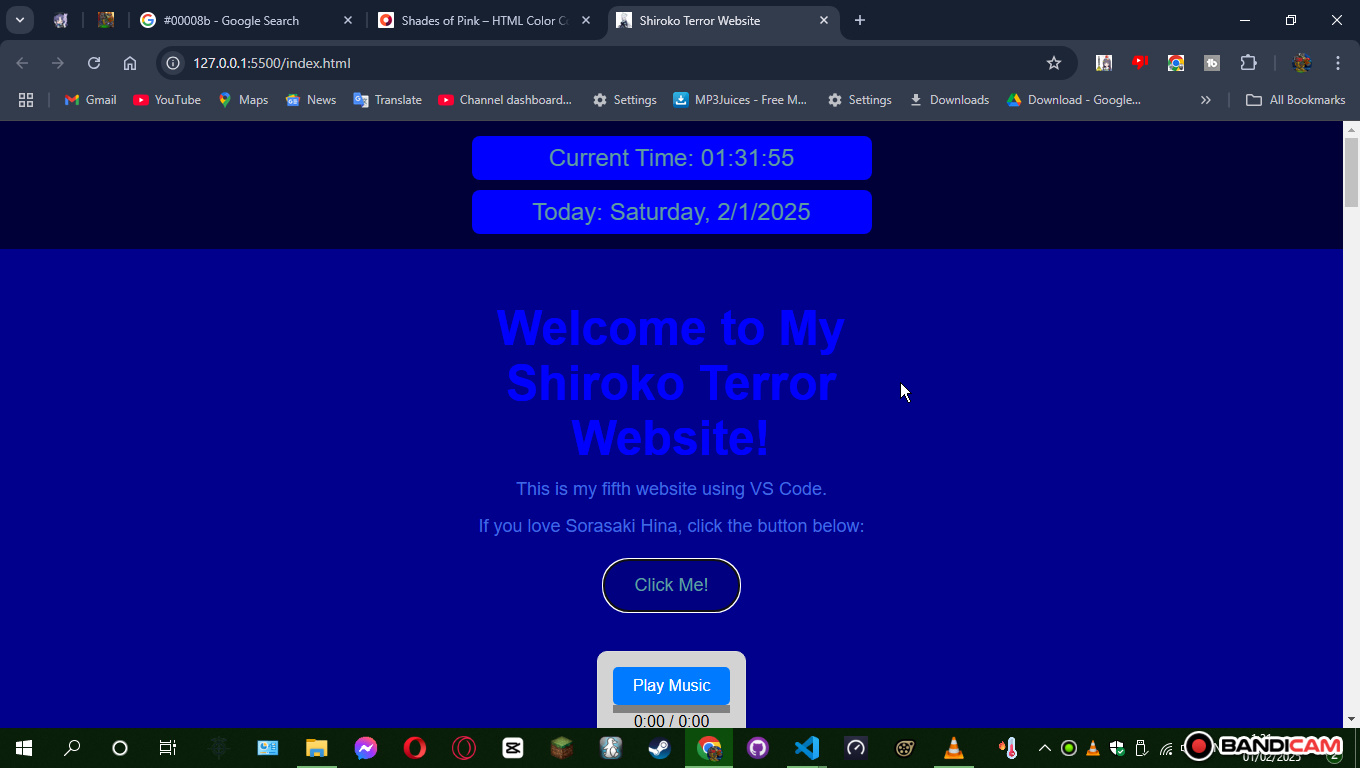 #00008b - Google Search
Shades of Pink – HTML Color Co
Shiroko Terror Website
127.0.0.1:5500/index.html
Gmail
YouTube
Maps
News
Translate
Channel dashboard...
Settings
MP3Juices - Free M...
Settings
Downloads
Download - Google...
All Bookmarks
Current Time: 01:31:55
Today: Saturday, 2/1/2025
Welcome to My
Shiroko Terror
Website!
This is my fifth website using VS Code.
If you love Sorasaki Hina, click the button below:
Click Me!
Play Music
0:00 / 0:00
BANDICAM
01/02/2025
2